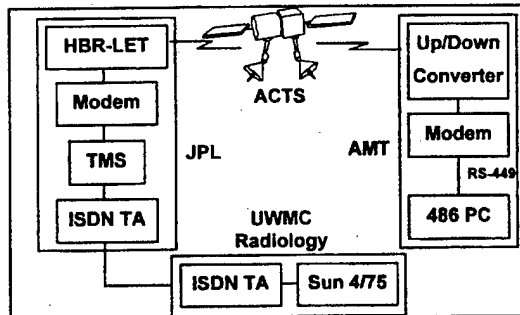 HBR-LET
Modem
TMS
ISDN TA
JPL
ACTS
AMT
Up/Down
Converter
Modem
RS-449
486 PC
UWMC
Radiology
ISDN TA
Sun 4/75